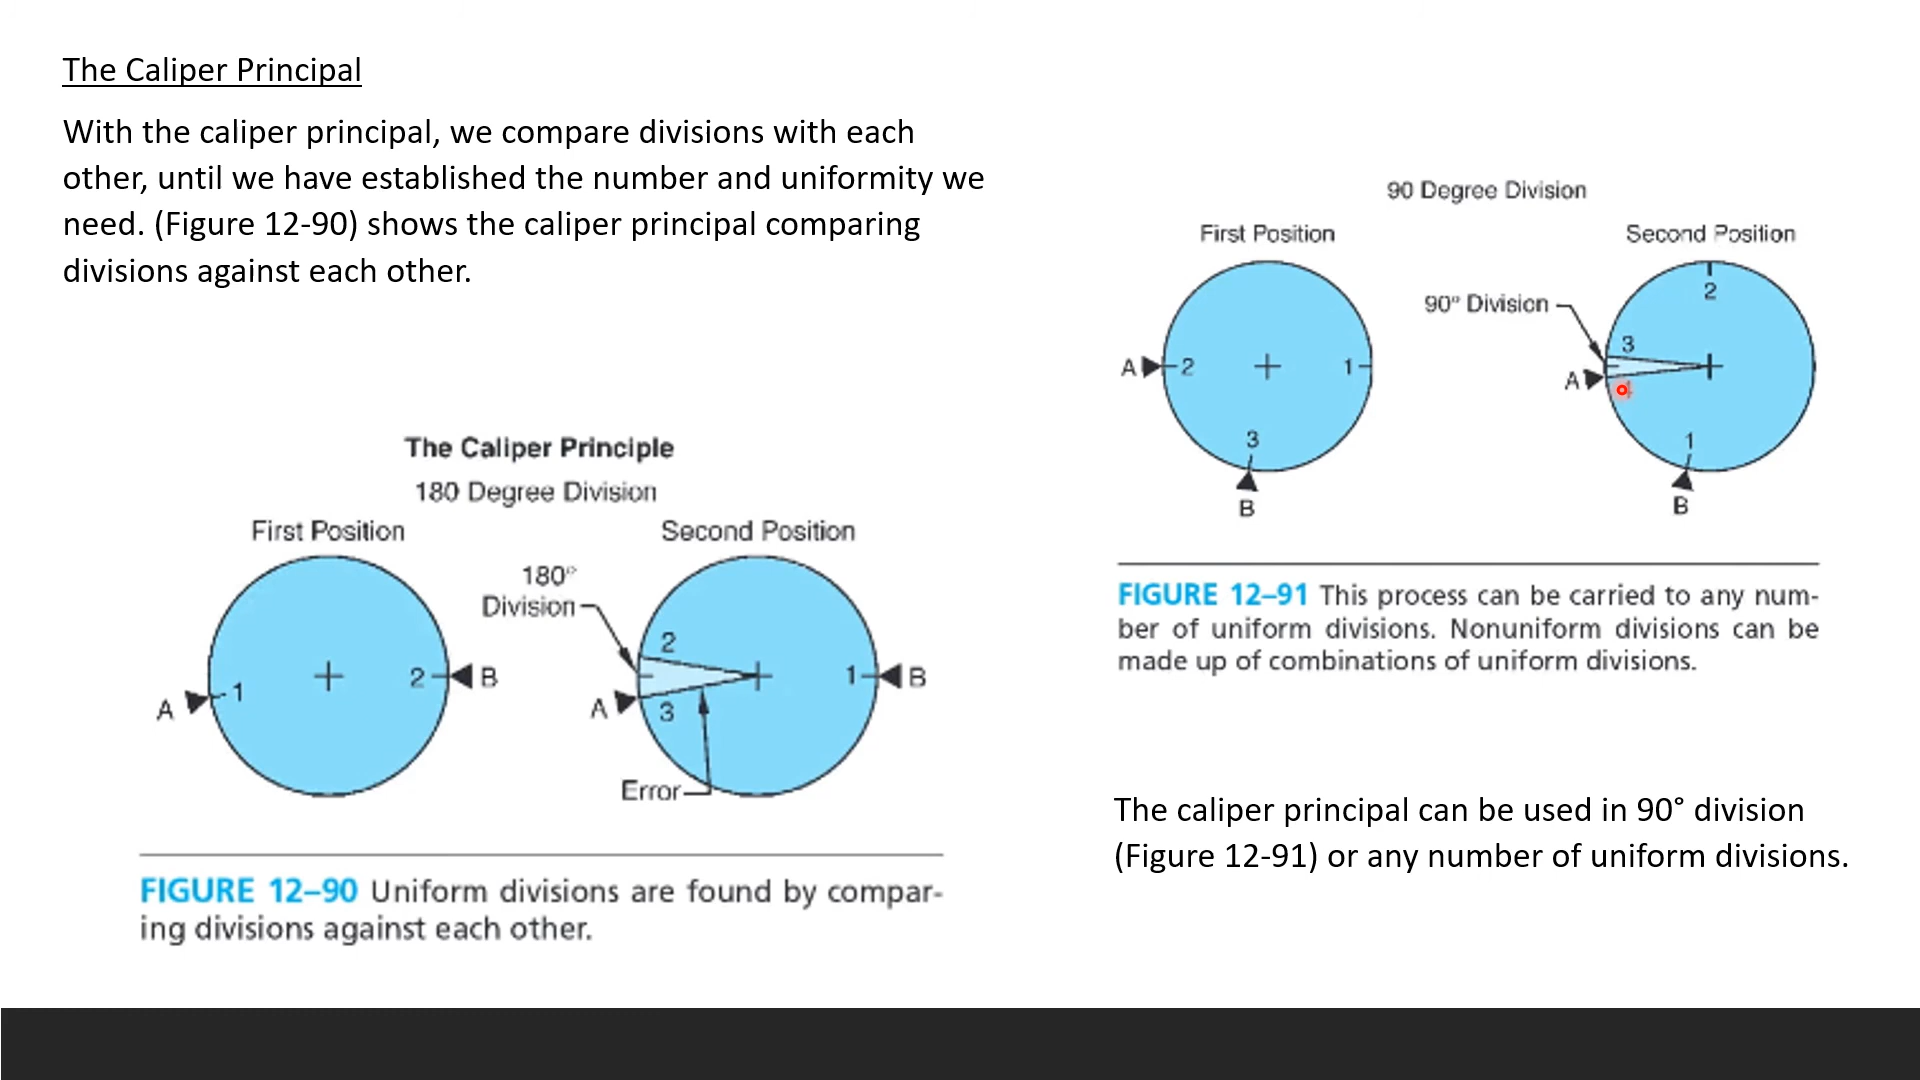 The Caliper Principal
With the caliper principal, we compare divisions with each
other, until we have established the number and uniformity we
need. (Figure 12-90) shows the caliper principal comparing
divisions against each other.
The Caliper Principle
180 Degree Division
First Position
Second Position
180°
Division
A
1
2
B
2
A
3
1
B
Error
FIGURE 12–90 Uniform divisions are found by compar-
ing divisions against each other.
90 Degree Division
First Position
Second Position
A
2
1
3
B
90° Division
2
3
A
1
B
FIGURE 12–91 This process can be carried to any num-
ber of uniform divisions. Nonuniform divisions can be
made up of combinations of uniform divisions.
The caliper principal can be used in 90° division
(Figure 12-91) or any number of uniform divisions.